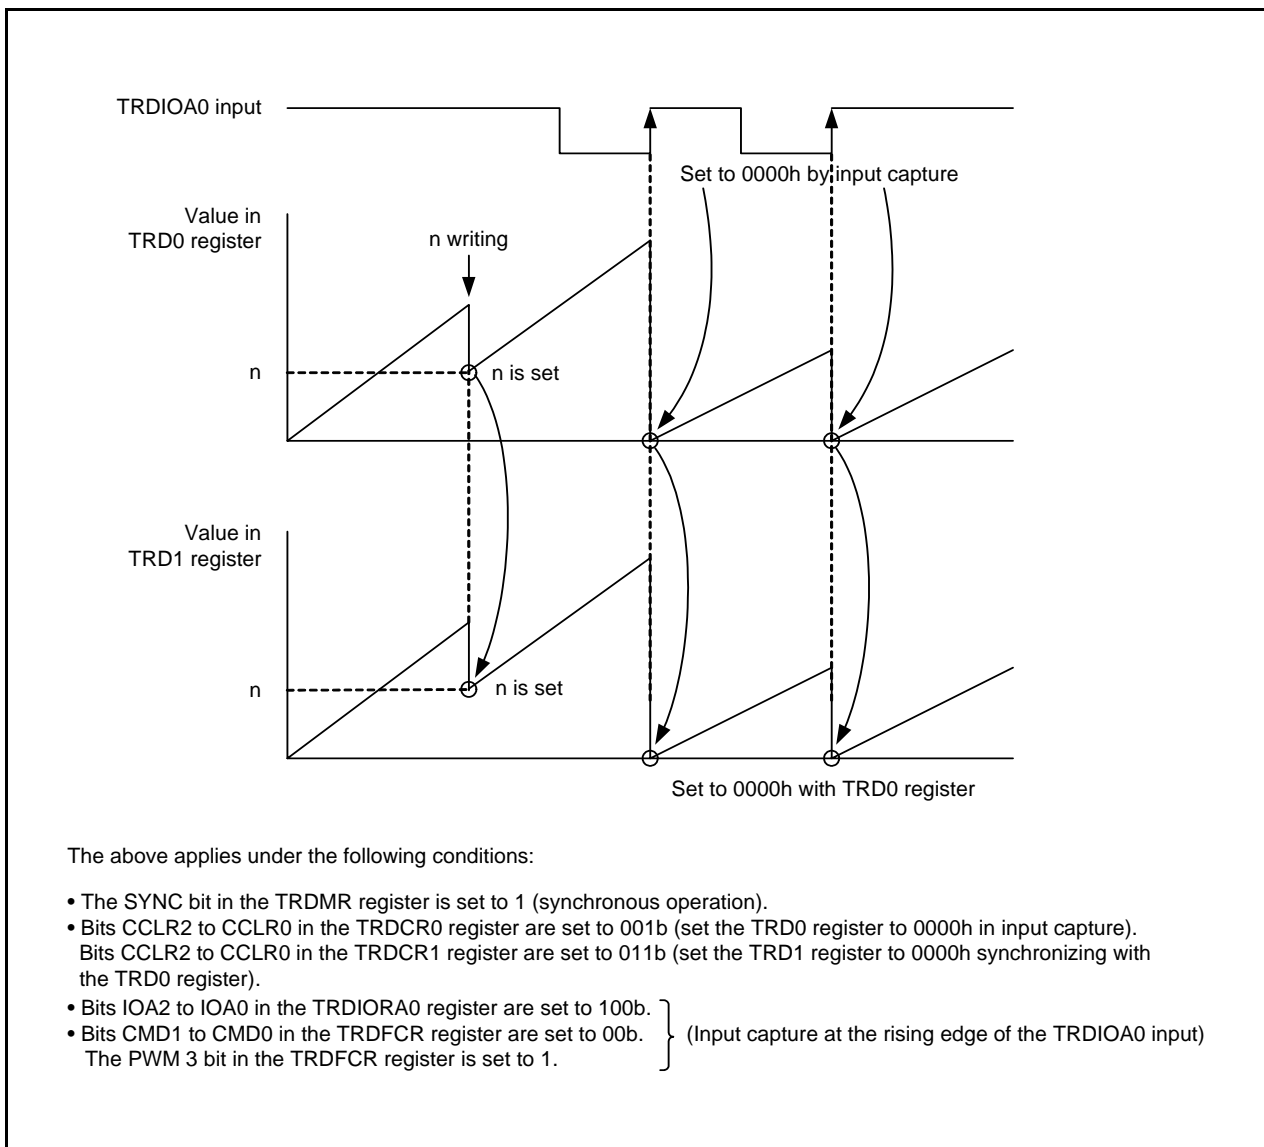 TRDIOA0 input
Set to 0000h by input capture
Value in
TRD0 register
n writing
n
n is set
Value in
TRD1 register
n
n is set
Set to 0000h with TRD0 register
The above applies under the following conditions:
• The SYNC bit in the TRDMR register is set to 1 (synchronous operation).
• Bits CCLR2 to CCLR0 in the TRDCR0 register are set to 001b (set the TRD0 register to 0000h in input capture).
Bits CCLR2 to CCLR0 in the TRDCR1 register are set to 011b (set the TRD1 register to 0000h synchronizing with
the TRD0 register).
• Bits IOA2 to IOA0 in the TRDIORA0 register are set to 100b.
• Bits CMD1 to CMD0 in the TRDFCR register are set to 00b.
(Input capture at the rising edge of the TRDIOA0 input)
The PWM 3 bit in the TRDFCR register is set to 1.